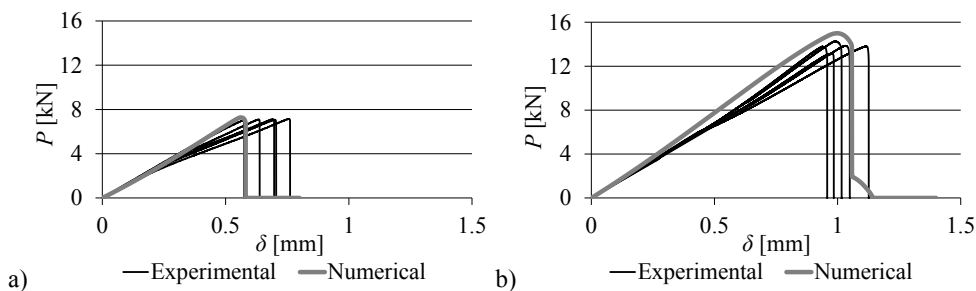 16
12
8
4
0
P [kN]
0 0.5 1 1.5
δ [mm]
a) Experimental Numerical
16
12
8
4
0
P [kN]
0 0.5 1 1.5
δ [mm]
b) Experimental Numerical